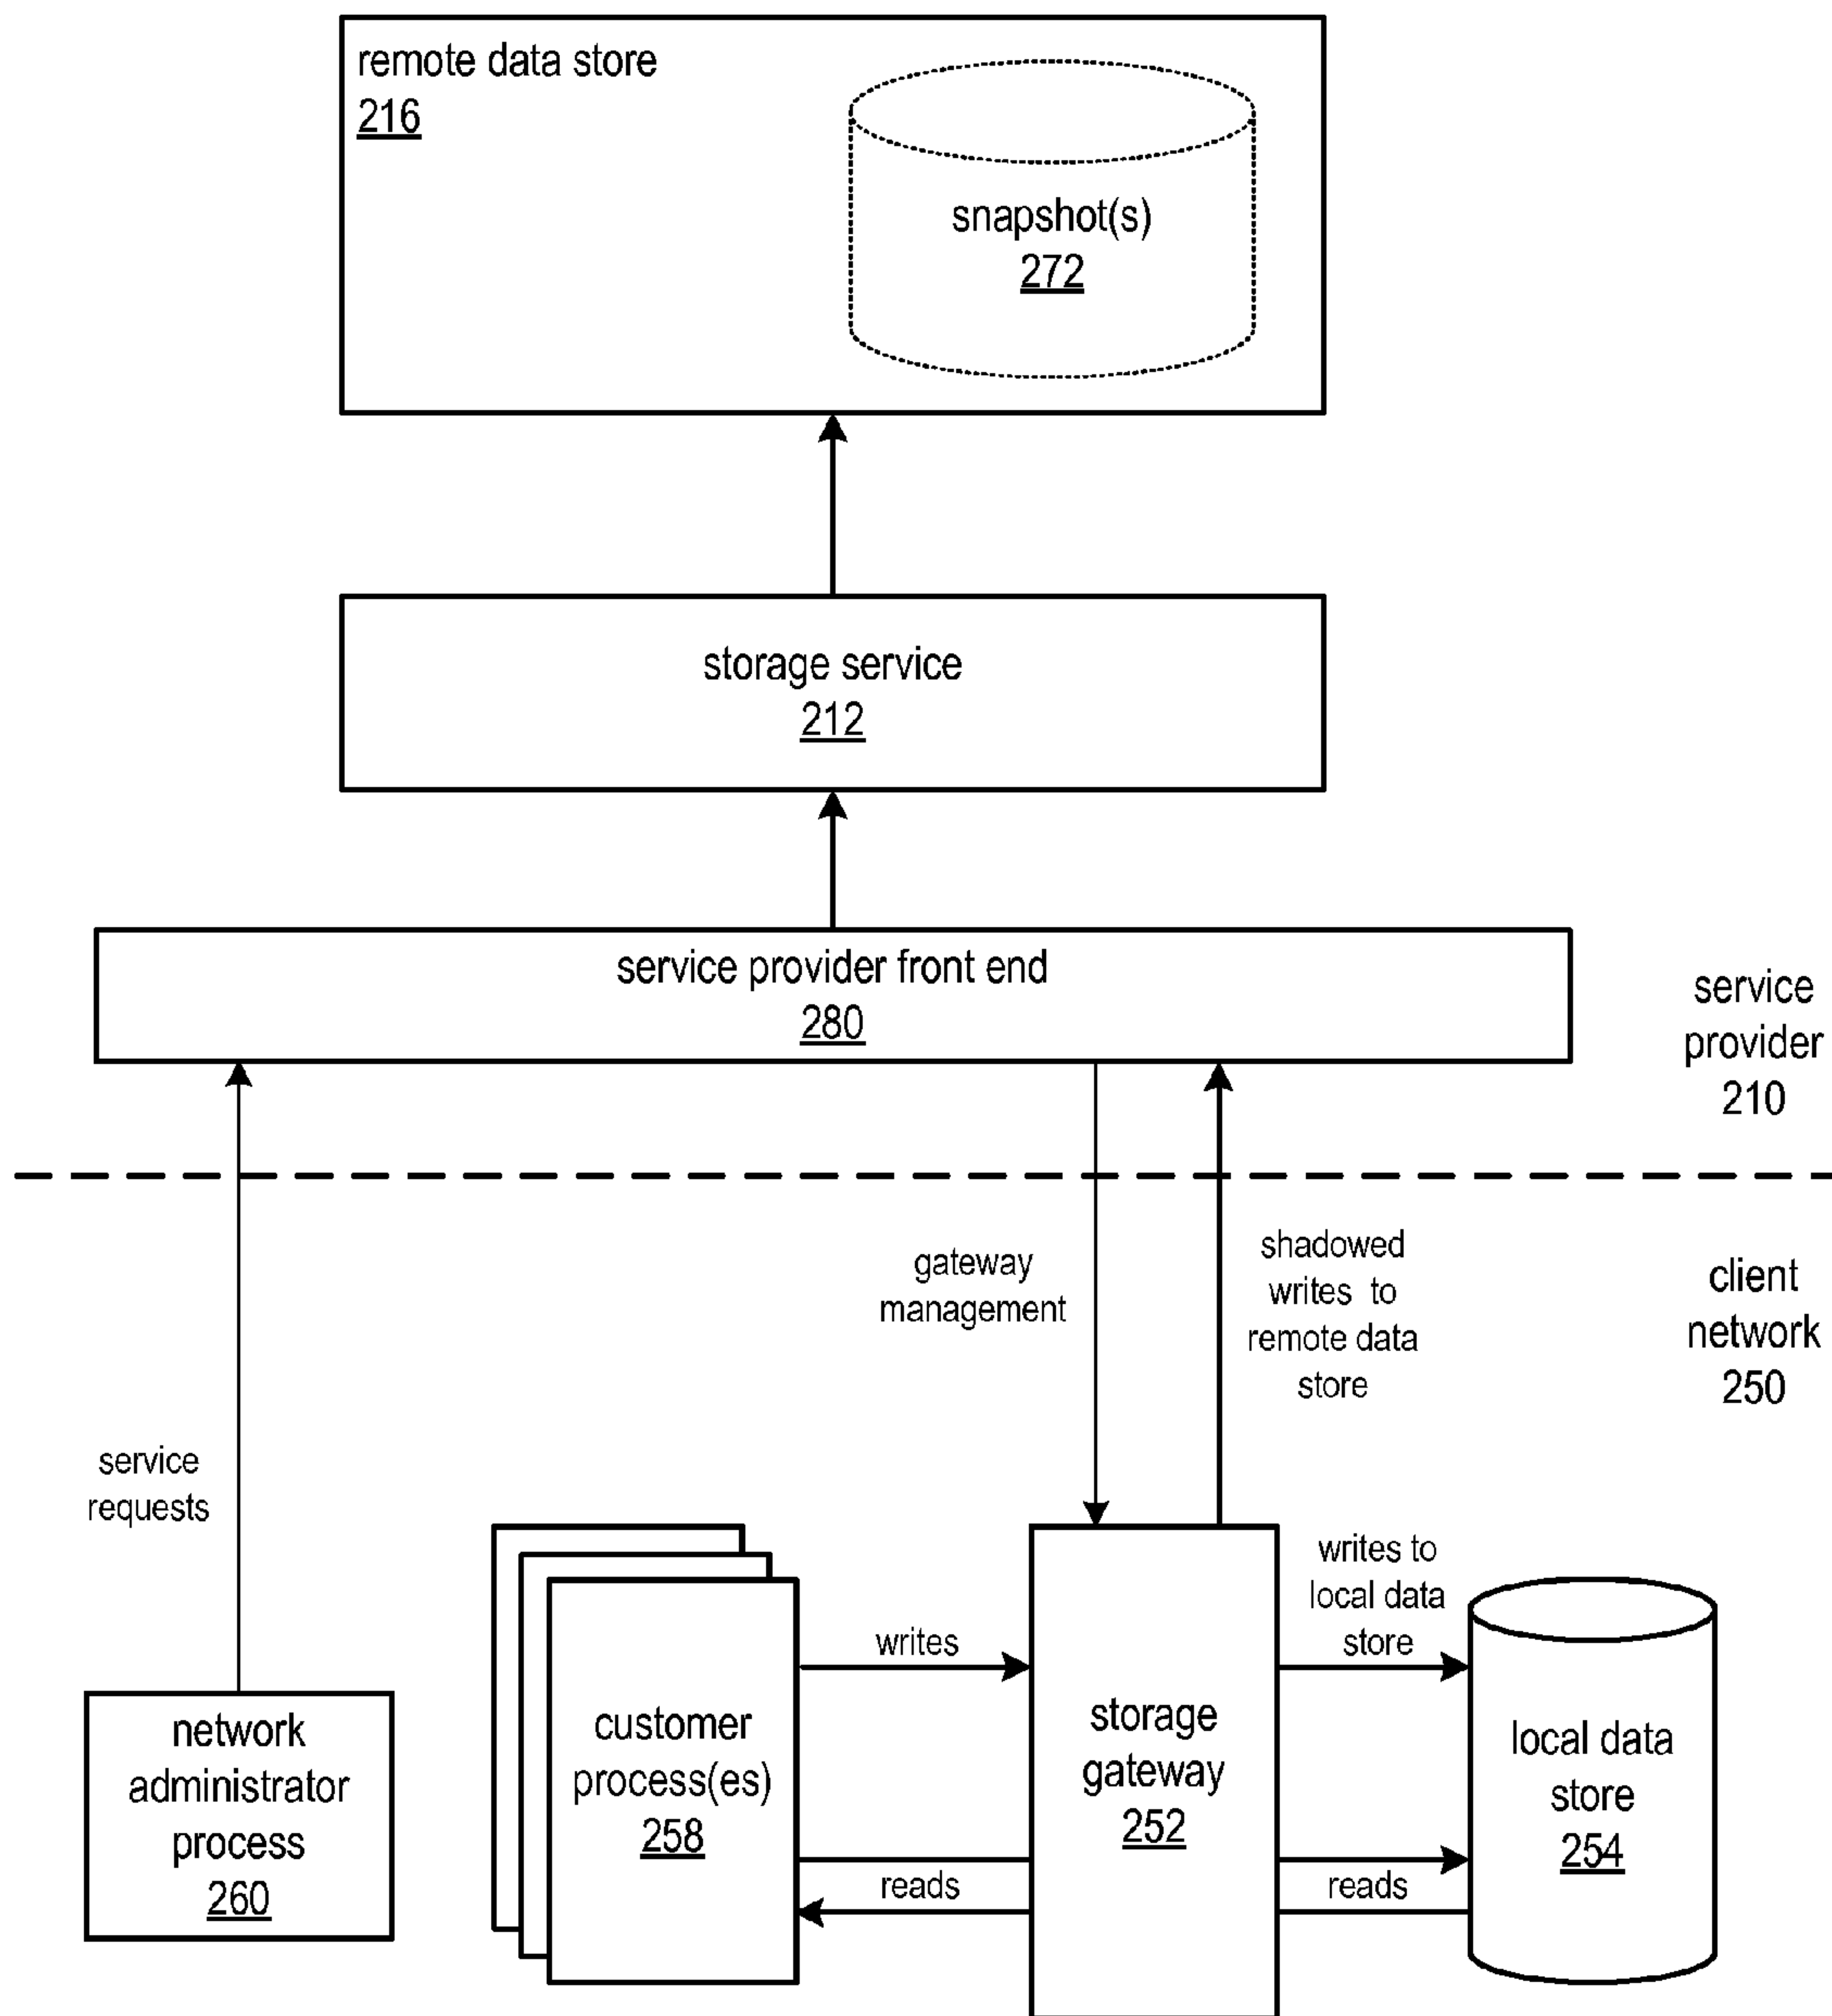 remote data store
216
snapshot(s)
272
storage service
212
service provider front end
280
service
provider
210
gateway
management
shadowed
writes to
remote data
store
client
network
250
service
requests
writes
writes to
local data
store
network
administrator
process
260
customer
process(es)
258
storage
gateway
252
local data
store
254
reads
reads